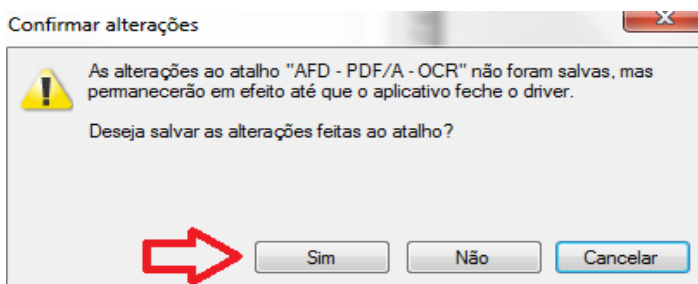 Confirmar alterações
As alterações ao atalho "AFD - PDF/A - OCR" não foram salvas, mas
permanecerão em efeito até que o aplicativo feche o driver.
Deseja salvar as alterações feitas ao atalho?
Sim
Não
Cancelar